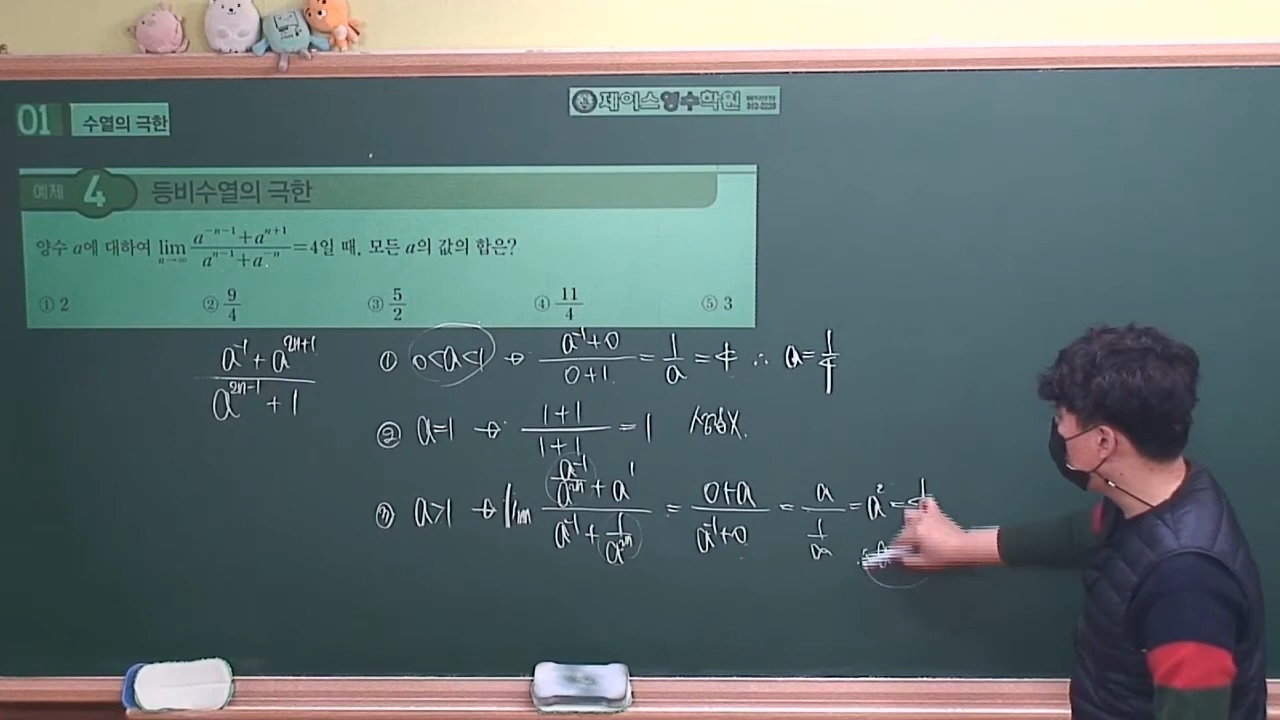 01 수열의 극한
제이스영수학원
예제 4 등비수열의 극한
양수 a에 대하여 lim n→∞ (a^{-n-1}+a^{n+1})/(a^{n-1}+a^{-n}) = 4일 때, 모든 a의 값의 합은?
① 2 ② 9/4 ③ 5/2 ④ 11/4 ⑤ 3
(a^{-1}+a^{2n+1})/(a^{2n-1}+1)
① 0<a<1 → (a^{-1}+0)/(0+1) = 1/a = 4 ∴ a=1/4
② a=1 → (1+1)/(1+1) = 1 성립X.
③ a>1 → lim (a^{-1}/a^{2n}+a^{1})/(a^{-1}+1/a^{2n}) = (0+a)/(a^{-1}+0) = a/(1/a) = a^{2} = 4